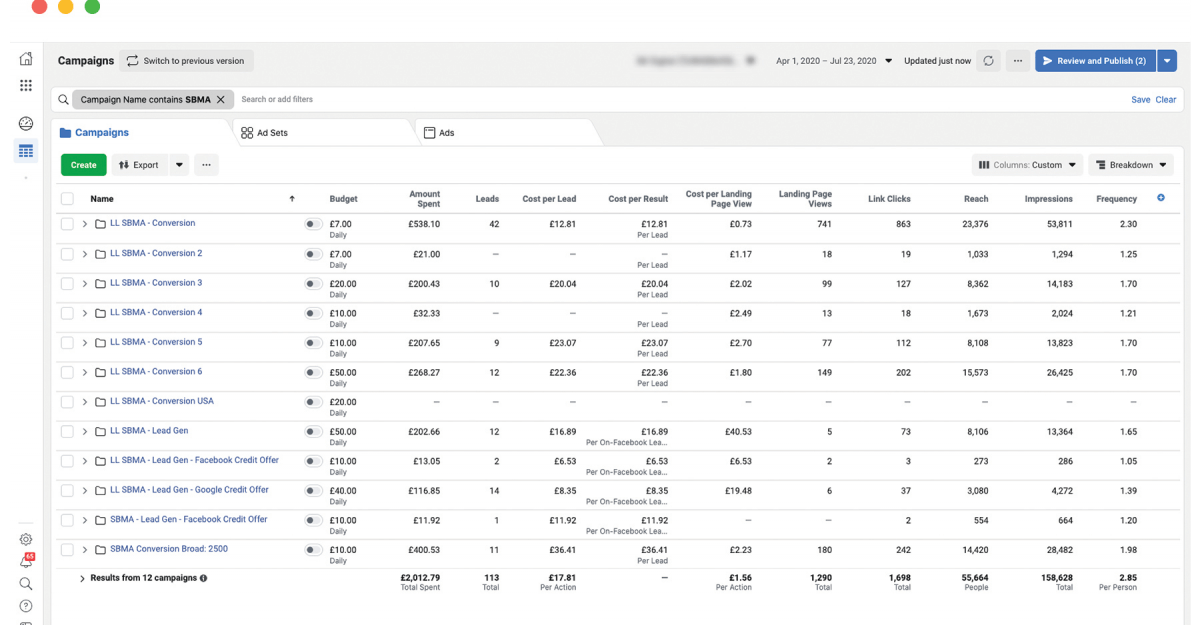 Campaigns Switch to previous version Apr 1, 2020 – Jul 23, 2020 Updated just now ... Review and Publish (2)
Campaign Name contains SBMA X Search or add filters Save Clear
Campaigns Ad Sets Ads
Create Export ... Columns: Custom Breakdown
Name Budget Amount Spent Leads Cost per Lead Cost per Result Cost per Landing Page View Landing Page Views Link Clicks Reach Impressions Frequency
LL SBMA - Conversion £7.00 £538.10 42 £12.81 £12.81 £0.73 741 863 23,376 53,811 2.30
Daily Per Lead
LL SBMA - Conversion 2 £7.00 £21.00 — — — £1.17 18 19 1,033 1,294 1.25
Daily Per Lead
LL SBMA - Conversion 3 £20.00 £200.43 10 £20.04 £20.04 £2.02 99 127 8,362 14,183 1.70
Daily Per Lead
LL SBMA - Conversion 4 £10.00 £32.33 — — — £2.49 13 18 1,673 2,024 1.21
Daily Per Lead
LL SBMA - Conversion 5 £10.00 £207.65 9 £23.07 £23.07 £2.70 77 112 8,108 13,823 1.70
Daily Per Lead
LL SBMA - Conversion 6 £50.00 £268.27 12 £22.36 £22.36 £1.80 149 202 15,573 26,425 1.70
Daily Per Lead
LL SBMA - Conversion USA £20.00 — — — — — — — — — —
Daily
LL SBMA - Lead Gen £50.00 £202.66 12 £16.89 £16.89 £40.53 5 73 8,106 13,364 1.65
Daily Per On-Facebook Lea...
LL SBMA - Lead Gen - Facebook Credit Offer £10.00 £13.05 2 £6.53 £6.53 £6.53 2 3 273 286 1.05
Daily Per On-Facebook Lea...
LL SBMA - Lead Gen - Google Credit Offer £40.00 £116.85 14 £8.35 £8.35 £19.48 6 37 3,080 4,272 1.39
Daily Per On-Facebook Lea...
SBMA - Lead Gen - Facebook Credit Offer £10.00 £11.92 1 £11.92 £11.92 — — 2 554 664 1.20
Daily Per On-Facebook Lea...
SBMA Conversion Broad: 2500 £10.00 £400.53 11 £36.41 £36.41 £2.23 180 242 14,420 28,482 1.98
Daily Per Lead
Results from 12 campaigns £2,012.79 113 £17.81 — £1.56 1,290 1,698 55,664 158,628 2.85
Total Spent Total Per Action Per Action Total Total People Total Per Person
65